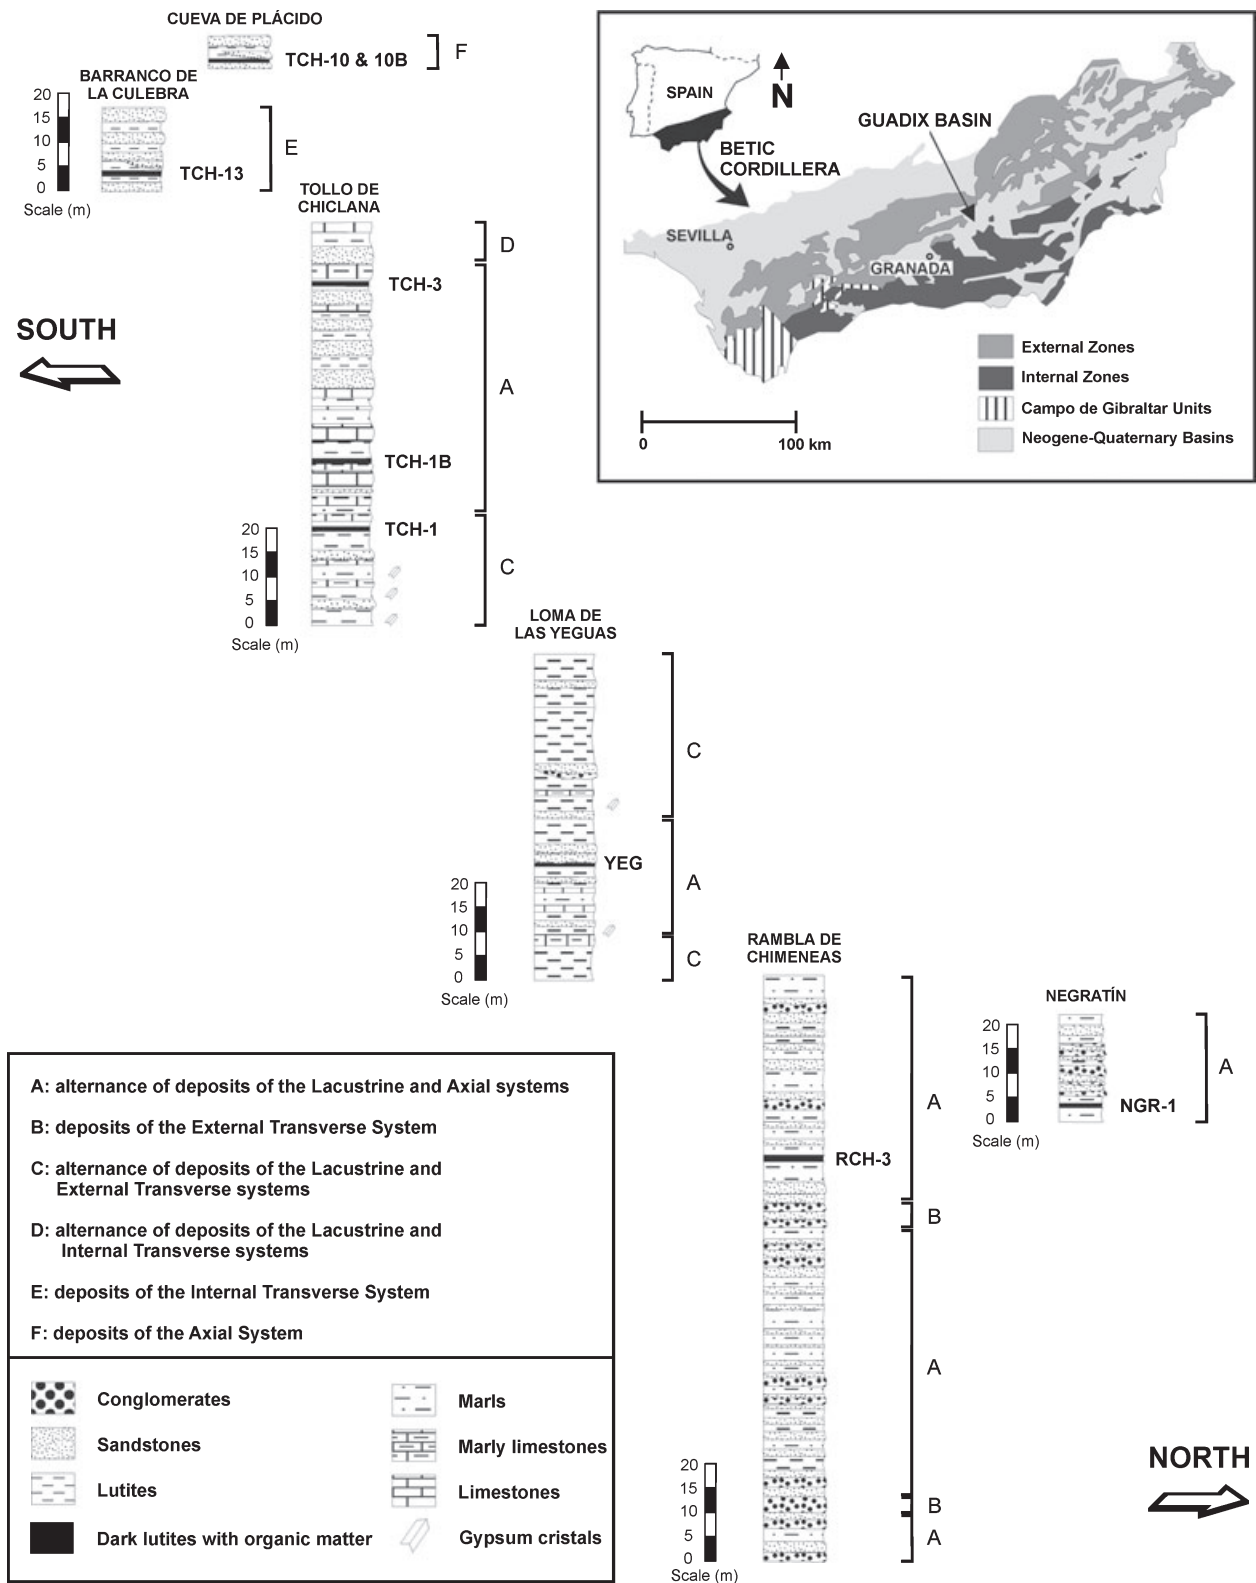 CUEVA DE PLÁCIDO
TCH-10 & 10B
F
BARRANCO DE
LA CULEBRA
20
15
10
5
0
Scale (m)
TCH-13
E
TOLLO DE
CHICLANA
D
TCH-3
A
TCH-1B
TCH-1
C
20
15
10
5
0
Scale (m)
SOUTH
SPAIN
N
BETIC
CORDILLERA
GUADIX BASIN
SEVILLA
GRANADA
External Zones
Internal Zones
Campo de Gibraltar Units
Neogene-Quaternary Basins
0
100 km
LOMA DE
LAS YEGUAS
C
YEG
A
C
20
15
10
5
0
Scale (m)
RAMBLA DE
CHIMENEAS
A
RCH-3
B
A
B
A
20
15
10
5
0
Scale (m)
NEGRATÍN
20
15
10
5
0
Scale (m)
NGR-1
A
NORTH
A: alternance of deposits of the Lacustrine and Axial systems
B: deposits of the External Transverse System
C: alternance of deposits of the Lacustrine and
External Transverse systems
D: alternance of deposits of the Lacustrine and
Internal Transverse systems
E: deposits of the Internal Transverse System
F: deposits of the Axial System
Conglomerates
Sandstones
Lutites
Dark lutites with organic matter
Marls
Marly limestones
Limestones
Gypsum cristals